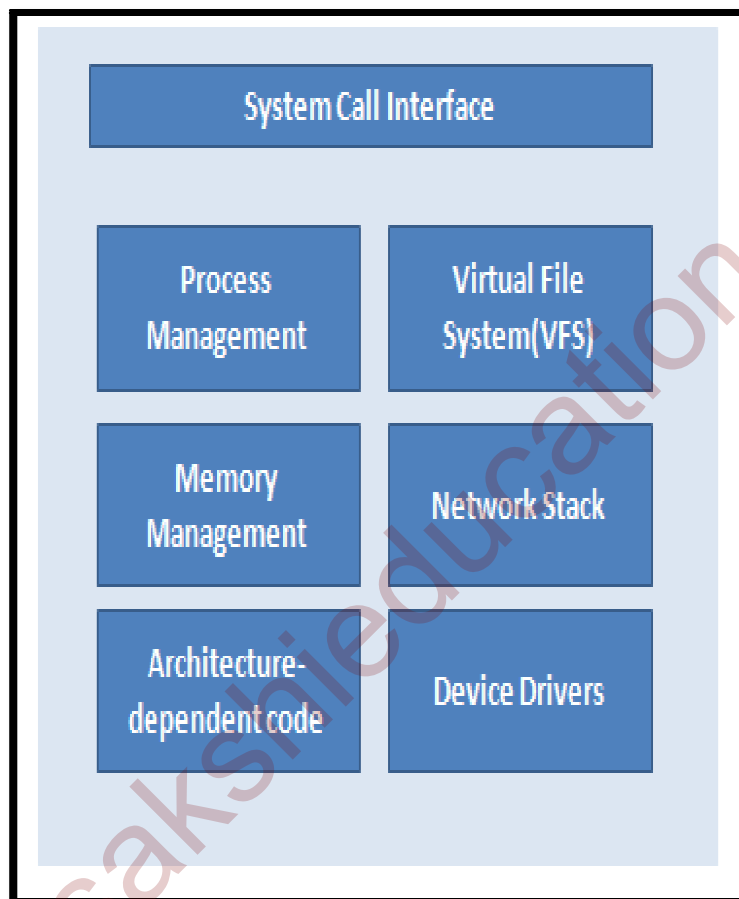 System Call Interface
Process
Management
Virtual File
System(VFS)
Memory
Management
Network Stack
Architecture-
dependent code
Device Drivers
sakshieducation